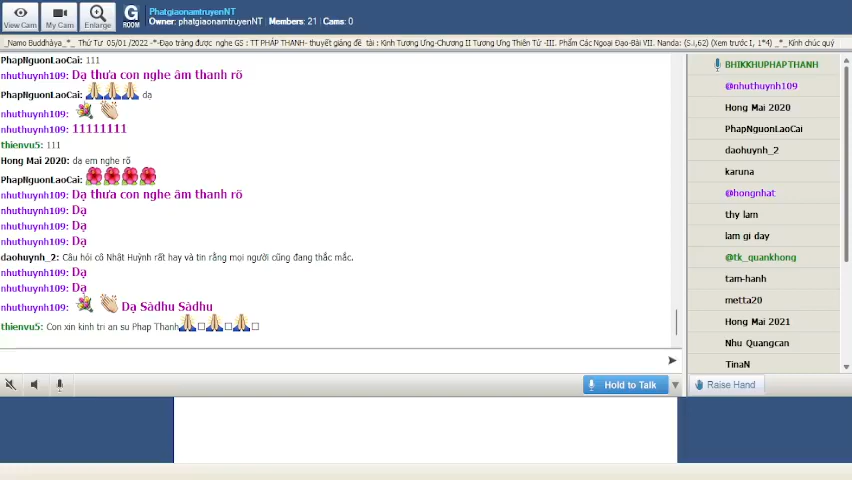 View Cam
My Cam
Enlarge
G
ROOM
PhatgiaonamtruyenNT
Owner: phatgiaonamtruyenNT Members: 21 Cams: 0
_Namo Buddhàya_*_ Thứ Tư 05/01 /2022 -*-Đạo tràng được nghe GS : TT PHÁP THANH- thuyết giảng đề tài : Kinh Tương Ưng-Chương II Tương Ưng Thiên Tử -III. Phẩm Các Ngoại Đạo-Bài VII. Nanda: (S.i,62) (Xem trước I, 1*4) _*_Kính chúc quý
PhapNguonLaoCai: 111
nhuthuynh109: Dạ thưa con nghe âm thanh rõ
PhapNguonLaoCai: dạ
nhuthuynh109:
nhuthuynh109: 11111111
thienvu5: 111
Hong Mai 2020: dạ em nghe rõ
PhapNguonLaoCai:
nhuthuynh109: Dạ thưa con nghe âm thanh rõ
nhuthuynh109: Dạ
nhuthuynh109: Dạ
nhuthuynh109: Dạ
daohuynh_2: Câu hỏi cô Nhật Huỳnh rất hay và tin rằng mọi người cũng đang thắc mắc.
nhuthuynh109: Dạ
nhuthuynh109: Dạ
nhuthuynh109: Dạ Sàdhu Sàdhu
thienvu5: Con xin kinh tri an su Phap Thanh
Hold to Talk
BHIKKHUPHAPTHANH
@nhuthuynh109
Hong Mai 2020
PhapNguonLaoCai
daohuynh_2
karuna
@hongnhat
thy lam
lam gi day
@tk_quankhong
tam-hanh
metta20
Hong Mai 2021
Nhu Quangcan
TinaN
Raise Hand